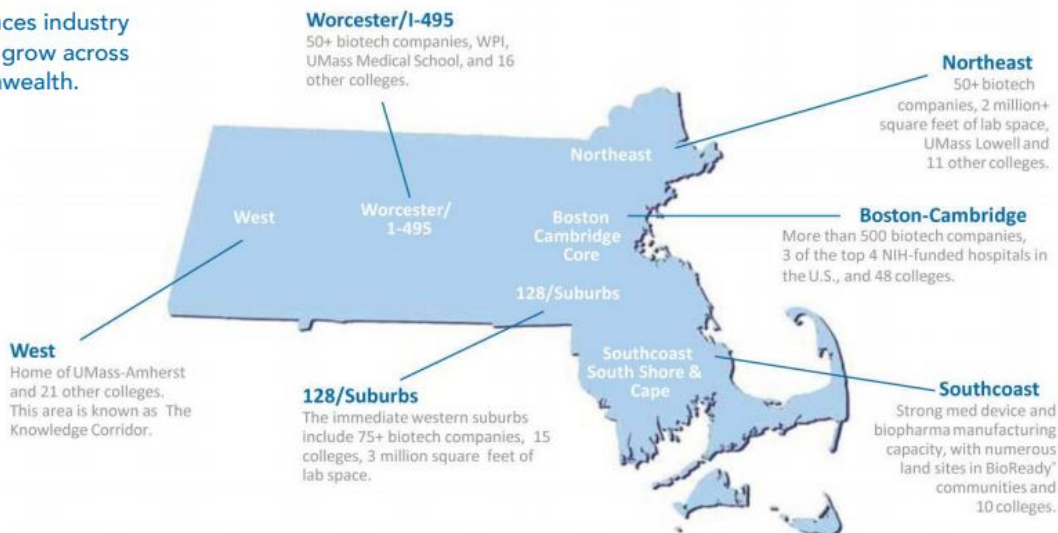 ces industry
grow across
wealth.
Worcester/I-495
50+ biotech companies, WPI,
UMass Medical School, and 16
other colleges.
Northeast
50+ biotech
companies, 2 million+
square feet of lab space,
UMass Lowell and
11 other colleges.
Northeast
West
Worcester/
1-495
Boston
Cambridge
Core
Boston-Cambridge
More than 500 biotech companies,
3 of the top 4 NIH-funded hospitals in
the U.S., and 48 colleges.
128/Suburbs
West
Home of UMass-Amherst
and 21 other colleges.
This area is known as The
Knowledge Corridor.
128/Suburbs
The immediate western suburbs
include 75+ biotech companies, 15
colleges, 3 million square feet of
lab space.
Southcoast
South Shore &
Cape
Southcoast
Strong med device and
biopharma manufacturing
capacity, with numerous
land sites in BioReady*
communities and
10 colleges.